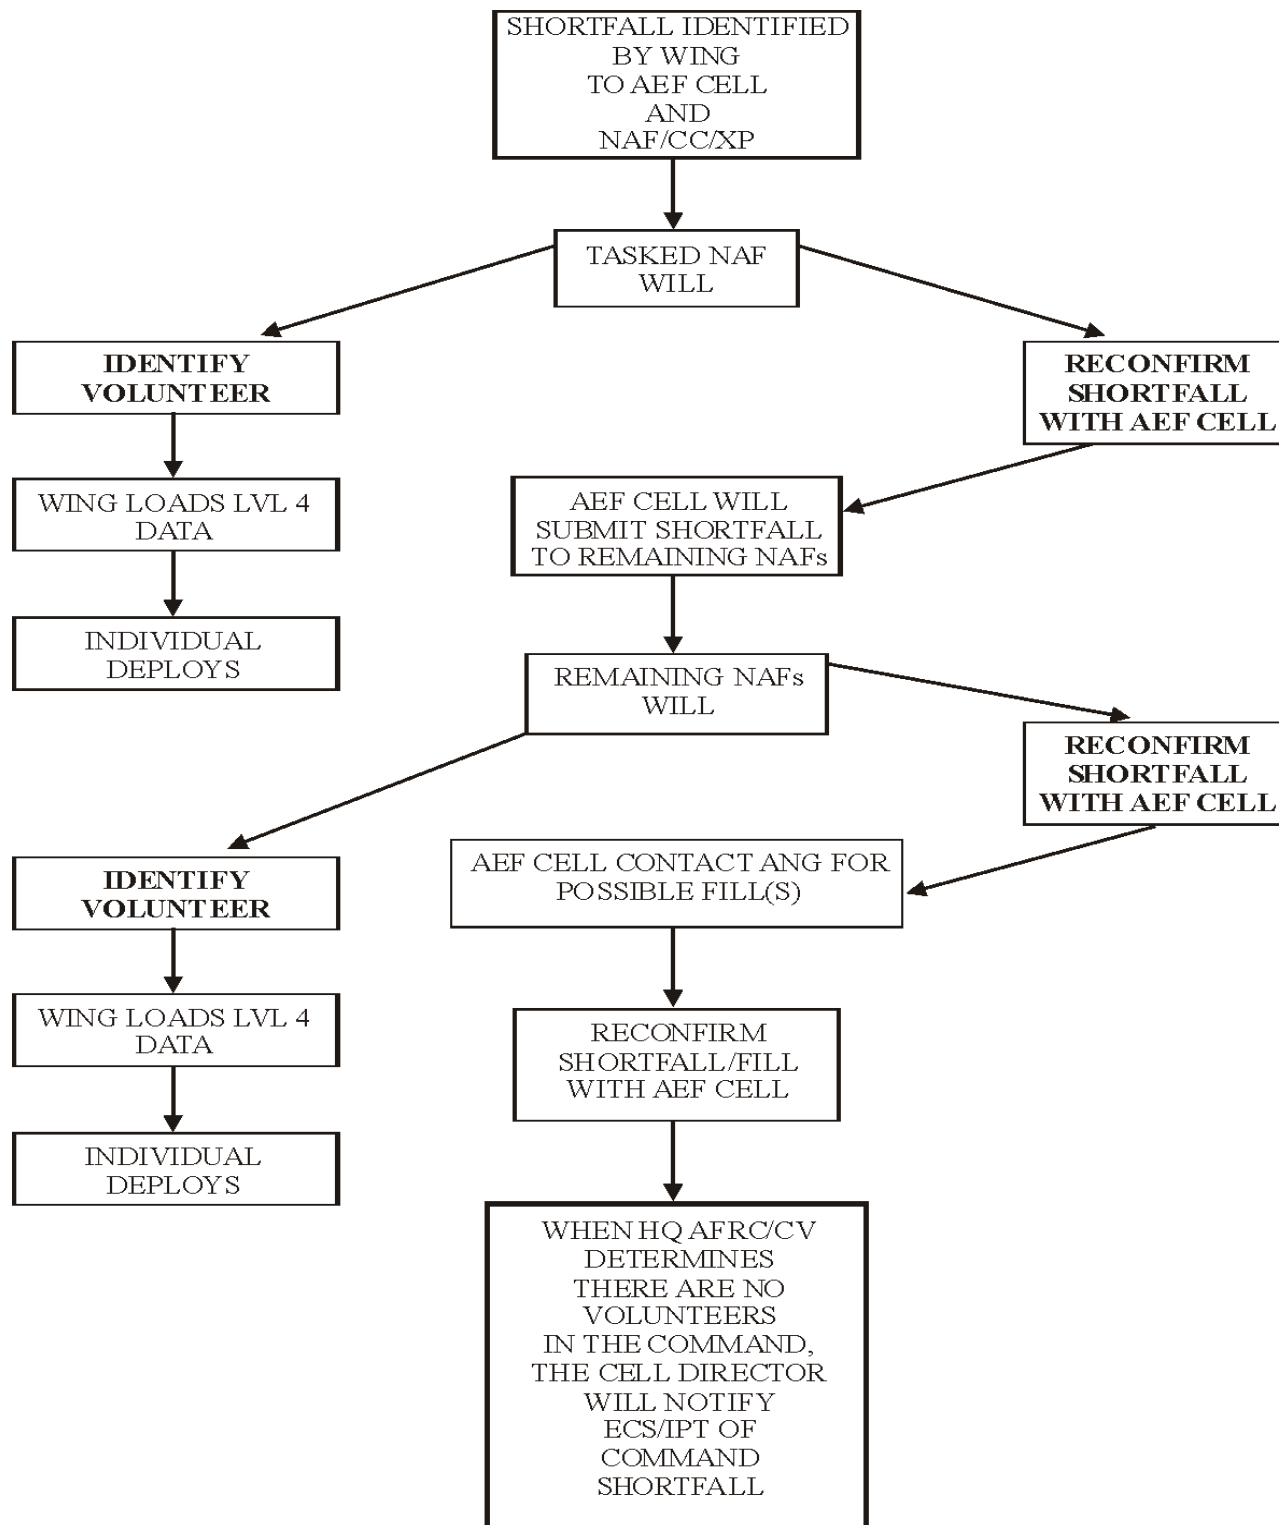 SHORTFALL IDENTIFIED
BY WING
TO AEF CELL
AND
NAF/CC/XP
TASKED NAF
WILL
IDENTIFY
VOLUNTEER
RECONFIRM
SHORTFALL
WITH AEF CELL
WING LOADS LVL 4
DATA
AEF CELL WILL
SUBMIT SHORTFALL
TO REMAINING NAFs
INDIVIDUAL
DEPLOYS
REMAINING NAFs
WILL
RECONFIRM
SHORTFALL
WITH AEF CELL
IDENTIFY
VOLUNTEER
AEF CELL CONTACT ANG FOR
POSSIBLE FILL(S)
WING LOADS LVL 4
DATA
RECONFIRM
SHORTFALL/FILL
WITH AEF CELL
INDIVIDUAL
DEPLOYS
WHEN HQ AFRC/CV
DETERMINES
THERE ARE NO
VOLUNTEERS
IN THE COMMAND,
THE CELL DIRECTOR
WILL NOTIFY
ECS/IPT OF
COMMAND
SHORTFALL